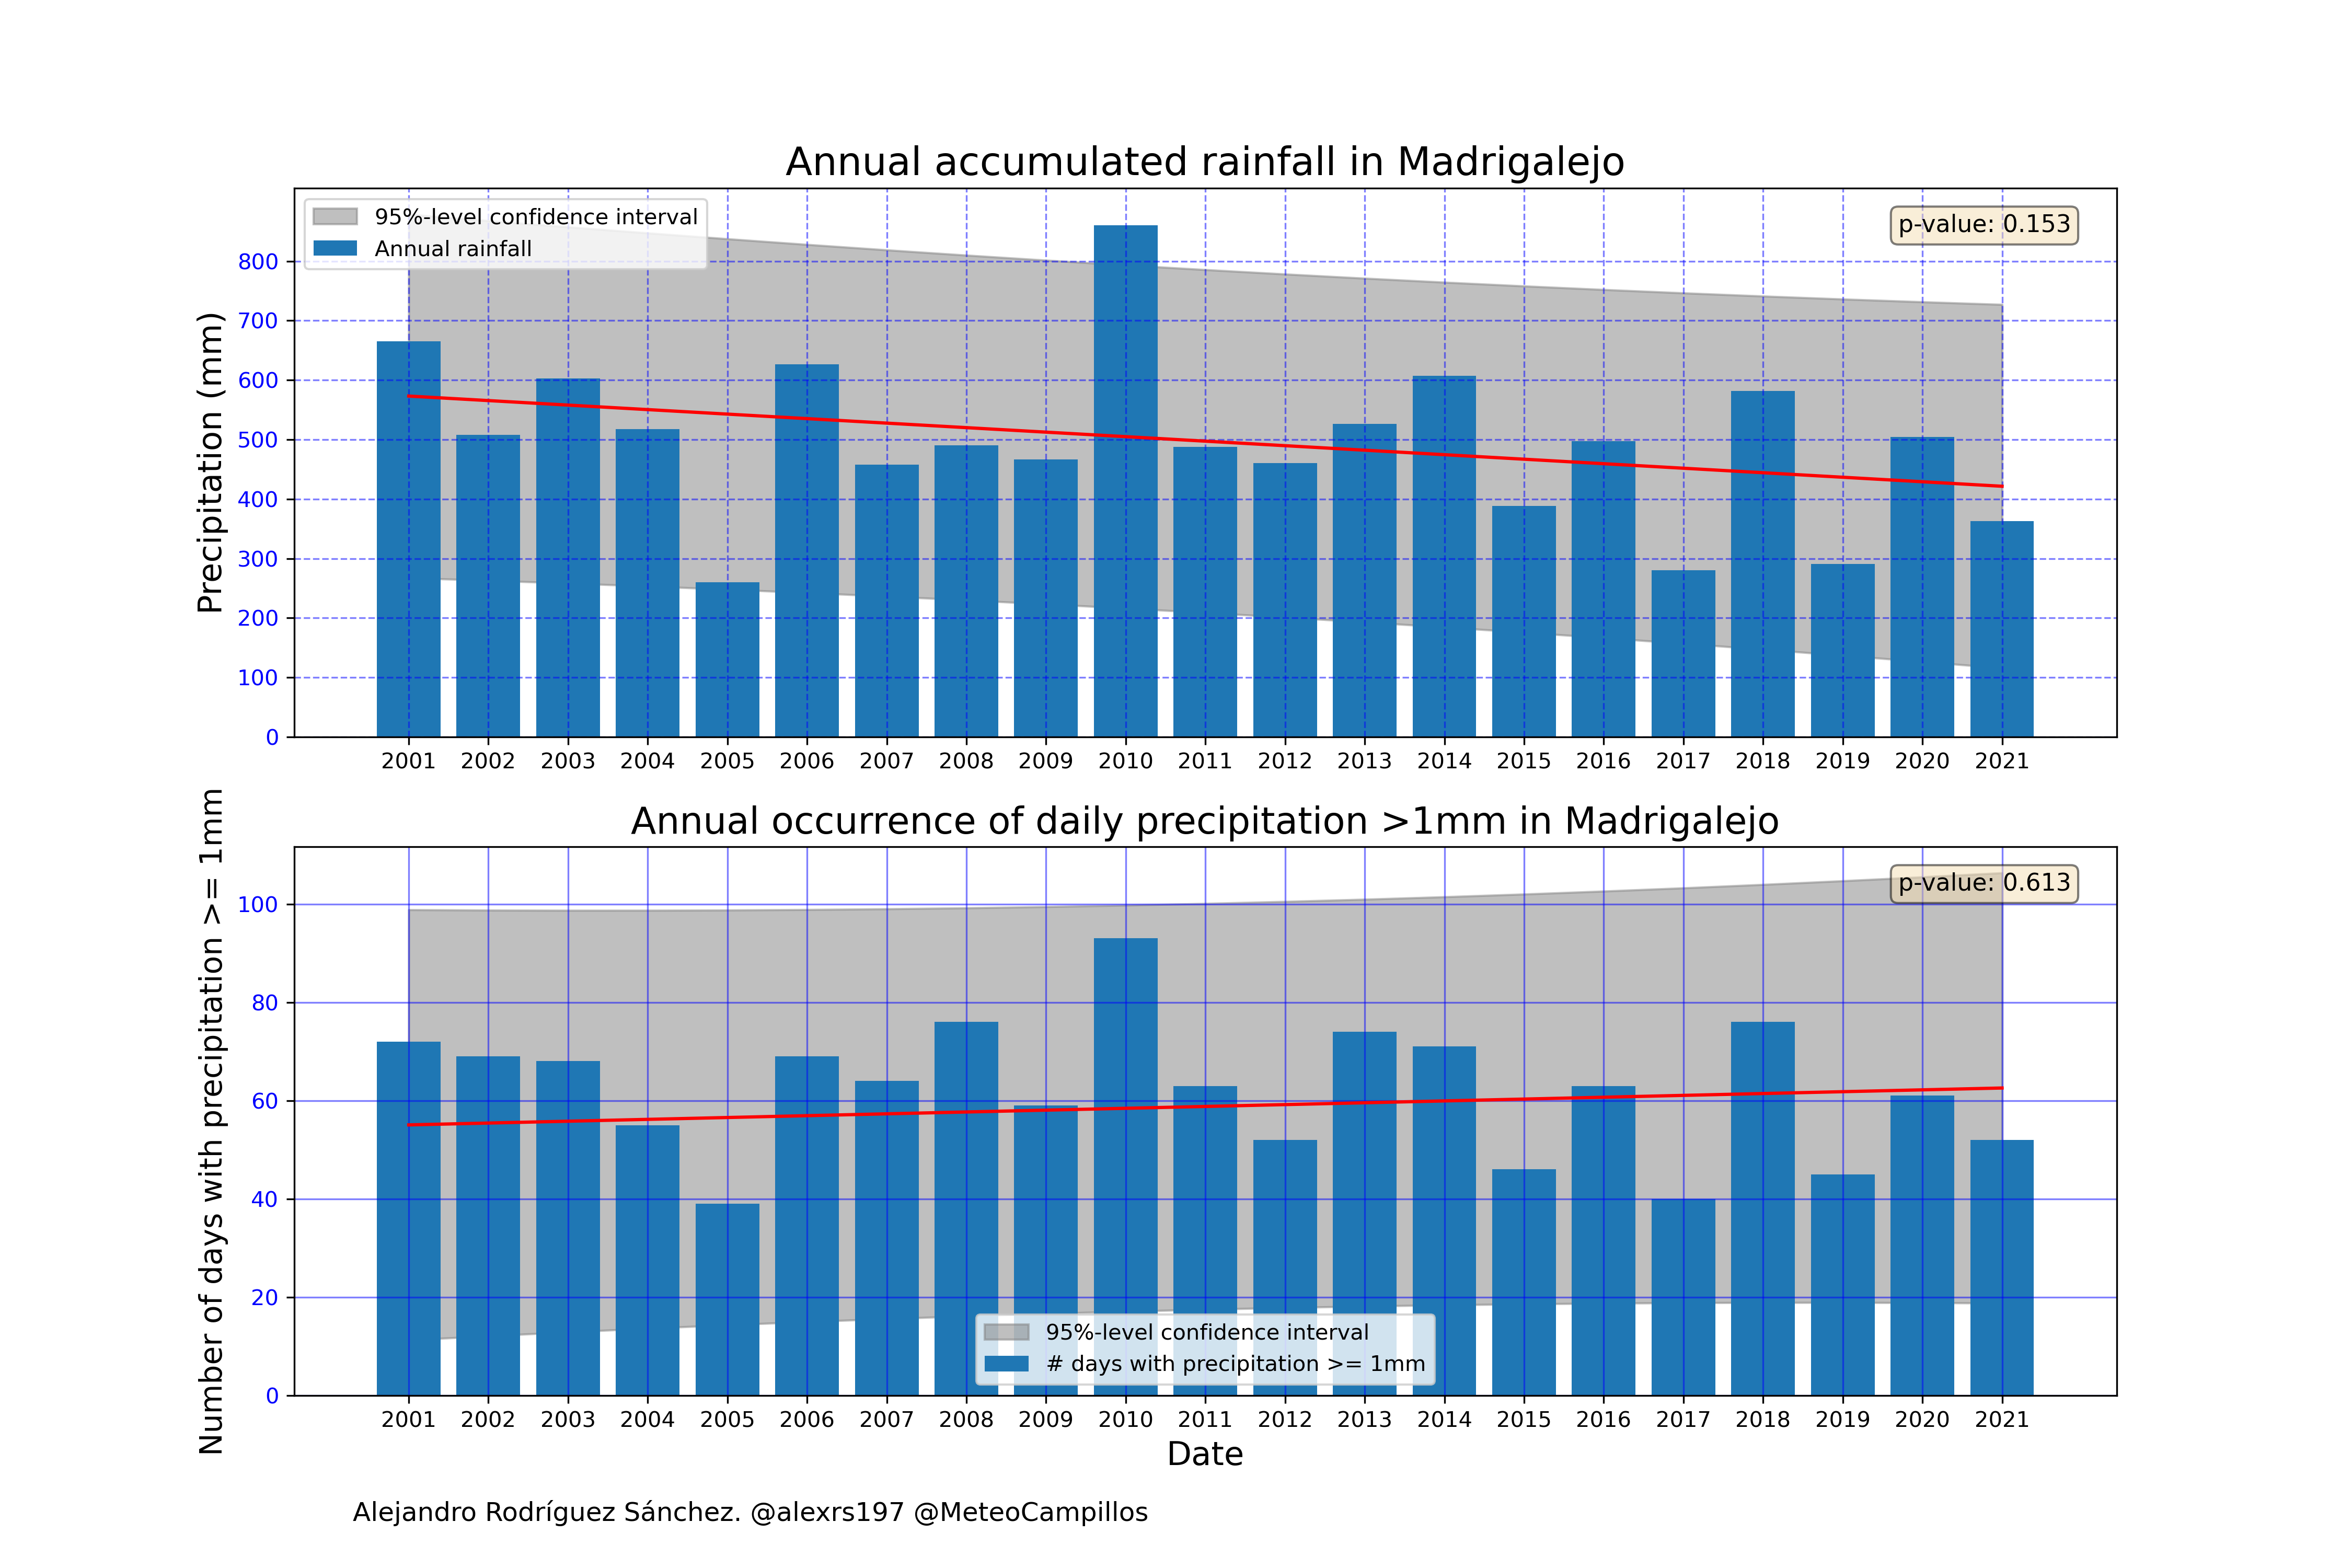 Annual accumulated rainfall in Madrigalejo
95%-level confidence interval
Annual rainfall
p-value: 0.153
Precipitation (mm)
800
700
600
500
400
300
200
100
0
2001 2002 2003 2004 2005 2006 2007 2008 2009 2010 2011 2012 2013 2014 2015 2016 2017 2018 2019 2020 2021
Annual occurrence of daily precipitation >1mm in Madrigalejo
p-value: 0.613
Number of days with precipitation >= 1mm
100
80
60
40
20
0
95%-level confidence interval
# days with precipitation >= 1mm
2001 2002 2003 2004 2005 2006 2007 2008 2009 2010 2011 2012 2013 2014 2015 2016 2017 2018 2019 2020 2021
Date
Alejandro Rodríguez Sánchez. @alexrs197 @MeteoCampillos